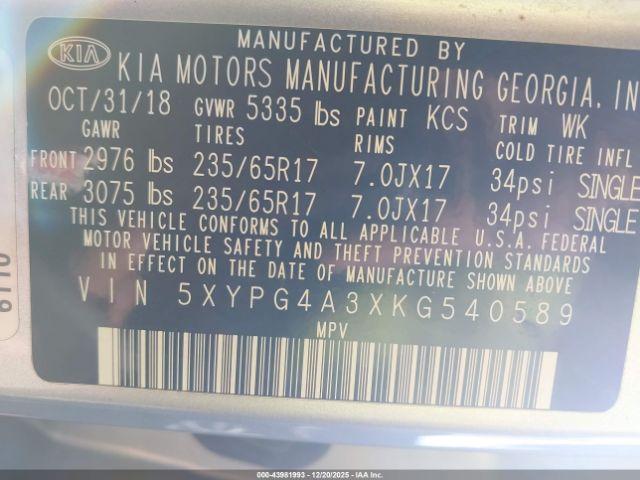 MANUFACTURED BY
KIA KIA MOTORS MANUFACTURING GEORGIA, IN
OCT/31/18 GVWR 5335 lbs PAINT KCS TRIM WK
GAWR TIRES RIMS COLD TIRE INFL
FRONT 2976 lbs 235/65R17 7.0JX17 34psi SINGLE
REAR 3075 lbs 235/65R17 7.0JX17 34psi SINGLE
THIS VEHICLE CONFORMS TO ALL APPLICABLE U.S.A. FEDERAL
MOTOR VEHICLE SAFETY AND THEFT PREVENTION STANDARDS
IN EFFECT ON THE DATE OF MANUFACTURE SHOWN ABOVE
VIN 5XYPG4A3XKG540589
MPV
000-43981993 - 12/20/2025 - IAAI.com